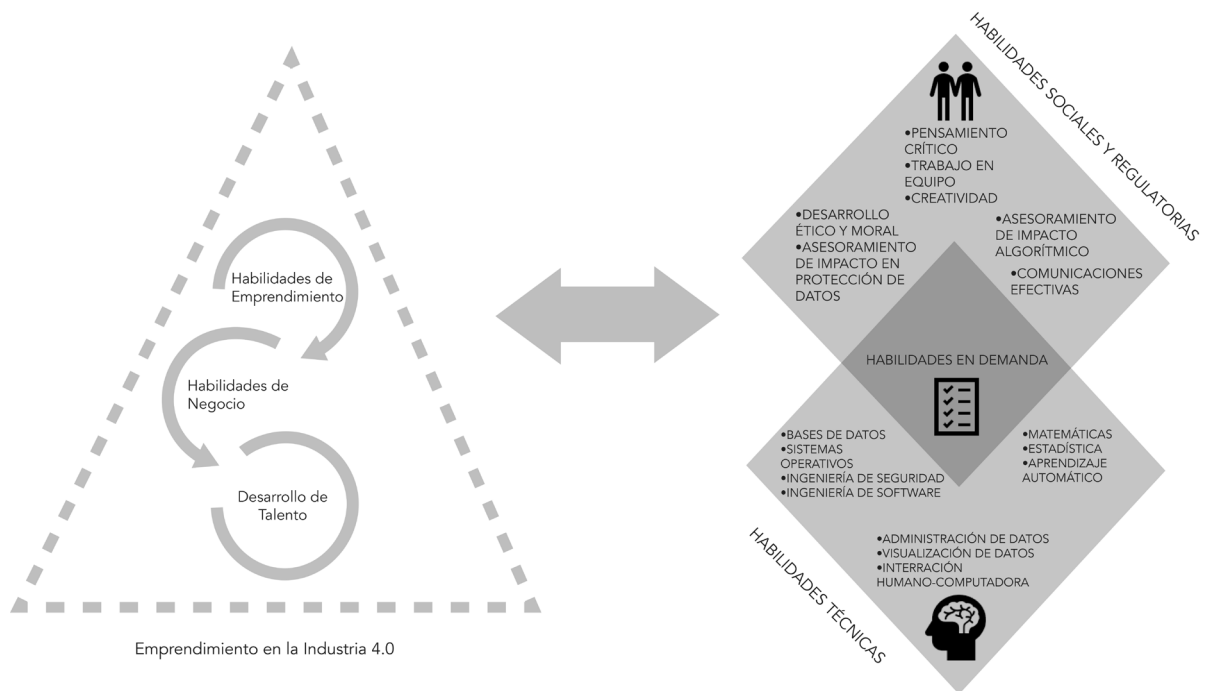 Habilidades de
Emprendimiento
Habilidades de
Negocio
Desarrollo de
Talento
Emprendimiento en la Industria 4.0
HABILIDADES SOCIALES Y REGULATORIAS
•PENSAMIENTO
CRÍTICO
•TRABAJO EN
EQUIPO
•CREATIVIDAD
•DESARROLLO
ÉTICO Y MORAL
•ASESORAMIENTO
DE IMPACTO EN
PROTECCIÓN DE
DATOS
•ASESORAMIENTO
DE IMPACTO
ALGORÍTMICO
•COMUNICACIONES
EFECTIVAS
HABILIDADES EN DEMANDA
•BASES DE DATOS
•SISTEMAS
OPERATIVOS
•INGENIERÍA DE SEGURIDAD
•INGENIERÍA DE SOFTWARE
•MATEMÁTICAS
•ESTADÍSTICA
•APRENDIZAJE
AUTOMÁTICO
•ADMINISTRACIÓN DE DATOS
•VISUALIZACIÓN DE DATOS
•INTERRACIÓN
HUMANO-COMPUTADORA
HABILIDADES TÉCNICAS